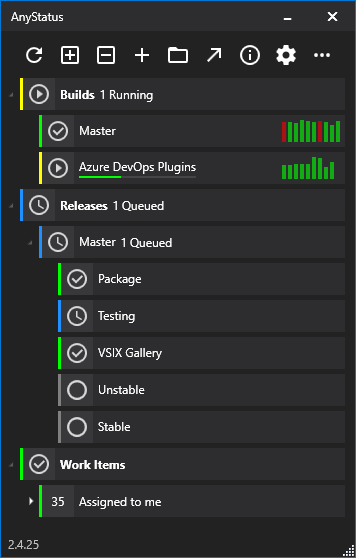 AnyStatus
Builds 1 Running
Master
Azure DevOps Plugins
Releases 1 Queued
Master 1 Queued
Package
Testing
VSIX Gallery
Unstable
Stable
Work Items
35 Assigned to me
2.4.25